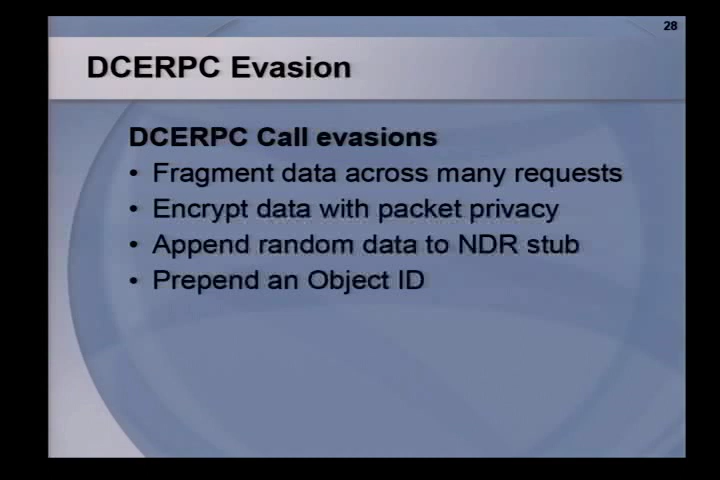 28
DCERPC Evasion
DCERPC Call evasions
• Fragment data across many requests
• Encrypt data with packet privacy
• Append random data to NDR stub
• Prepend an Object ID